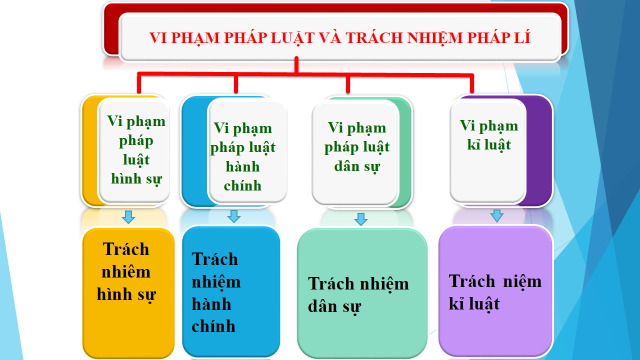 VI PHẠM PHÁP LUẬT VÀ TRÁCH NHIỆM PHÁP LÍ
Vi phạm
pháp
luật
hình sự
Vi phạm
pháp luật
hành
chính
Vi phạm
pháp luật
dân sự
Vi phạm
kỉ luật
Trách
nhiêm
hình sự
Trách
nhiệm
hành
chính
Trách nhiệm
dân sự
Trách niệm
kỉ luật